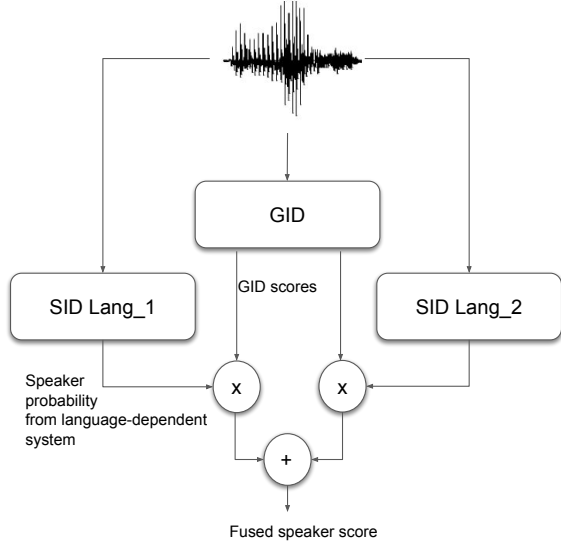 GID
GID scores
SID Lang_1
SID Lang_2
x
x
Speaker
probability
from language-dependent
system
+
Fused speaker score